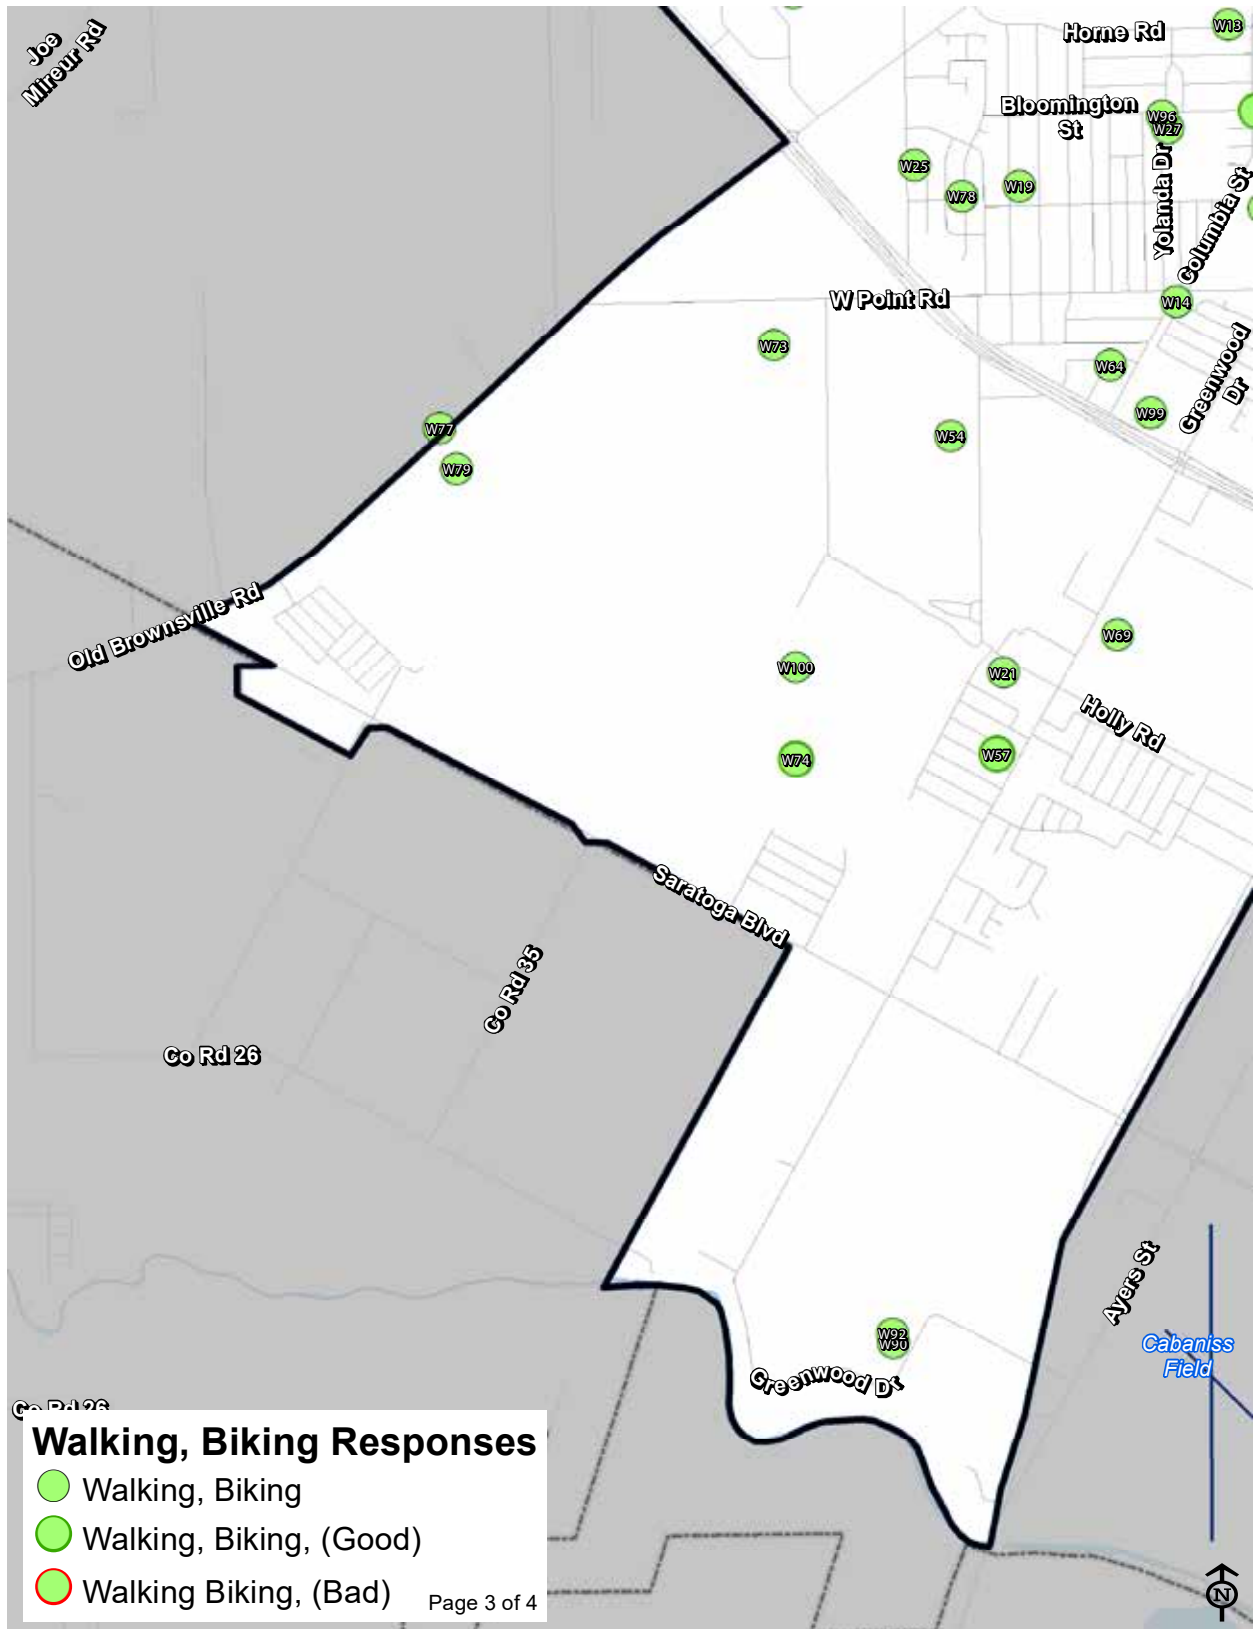 Joe
Mireur Rd
Horne Rd
W13
Bloomington
St
W96
W27
W25
W78
W19
Yolanda Dr
Columbia St
W Point Rd
W14
W73
W64
Greenwood
Dr
W99
W77
W54
W79
Old Brownsville Rd
W69
W100
W21
Holly Rd
W74
W57
Saratoga Blvd
Co Rd 35
Co Rd 26
Ayers St
W92
W90
Cabaniss
Field
Greenwood Dr
Co Rd 26
Walking, Biking Responses
Walking, Biking
Walking, Biking, (Good)
Walking Biking, (Bad)
Page 3 of 4
N